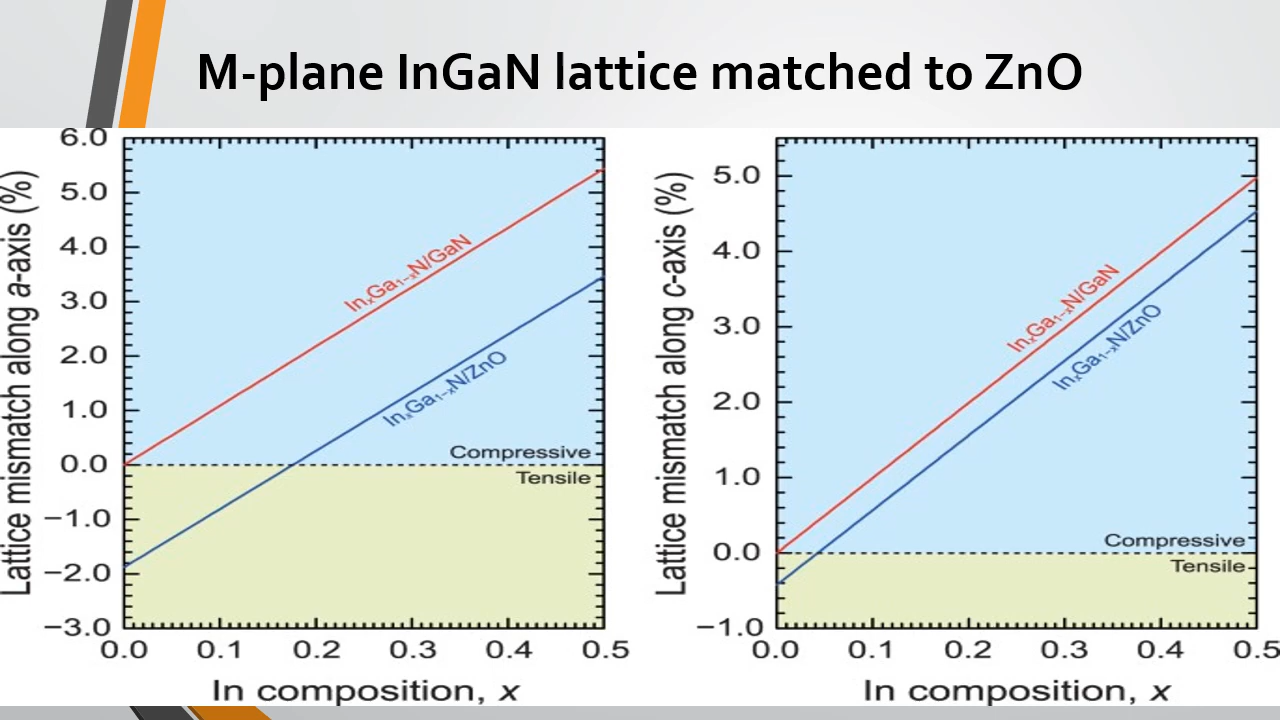 M-plane InGaN lattice matched to ZnO
Lattice mismatch along a-axis (%)
6.0
5.0
4.0
3.0
2.0
1.0
0.0
−1.0
−2.0
−3.0
InₓGa₁₋ₓN/GaN
InₓGa₁₋ₓN/ZnO
Compressive
Tensile
0.0 0.1 0.2 0.3 0.4 0.5
In composition, x
Lattice mismatch along c-axis (%)
5.0
4.0
3.0
2.0
1.0
0.0
−1.0
InₓGa₁₋ₓN/GaN
InₓGa₁₋ₓN/ZnO
Compressive
Tensile
0.0 0.1 0.2 0.3 0.4 0.5
In composition, x